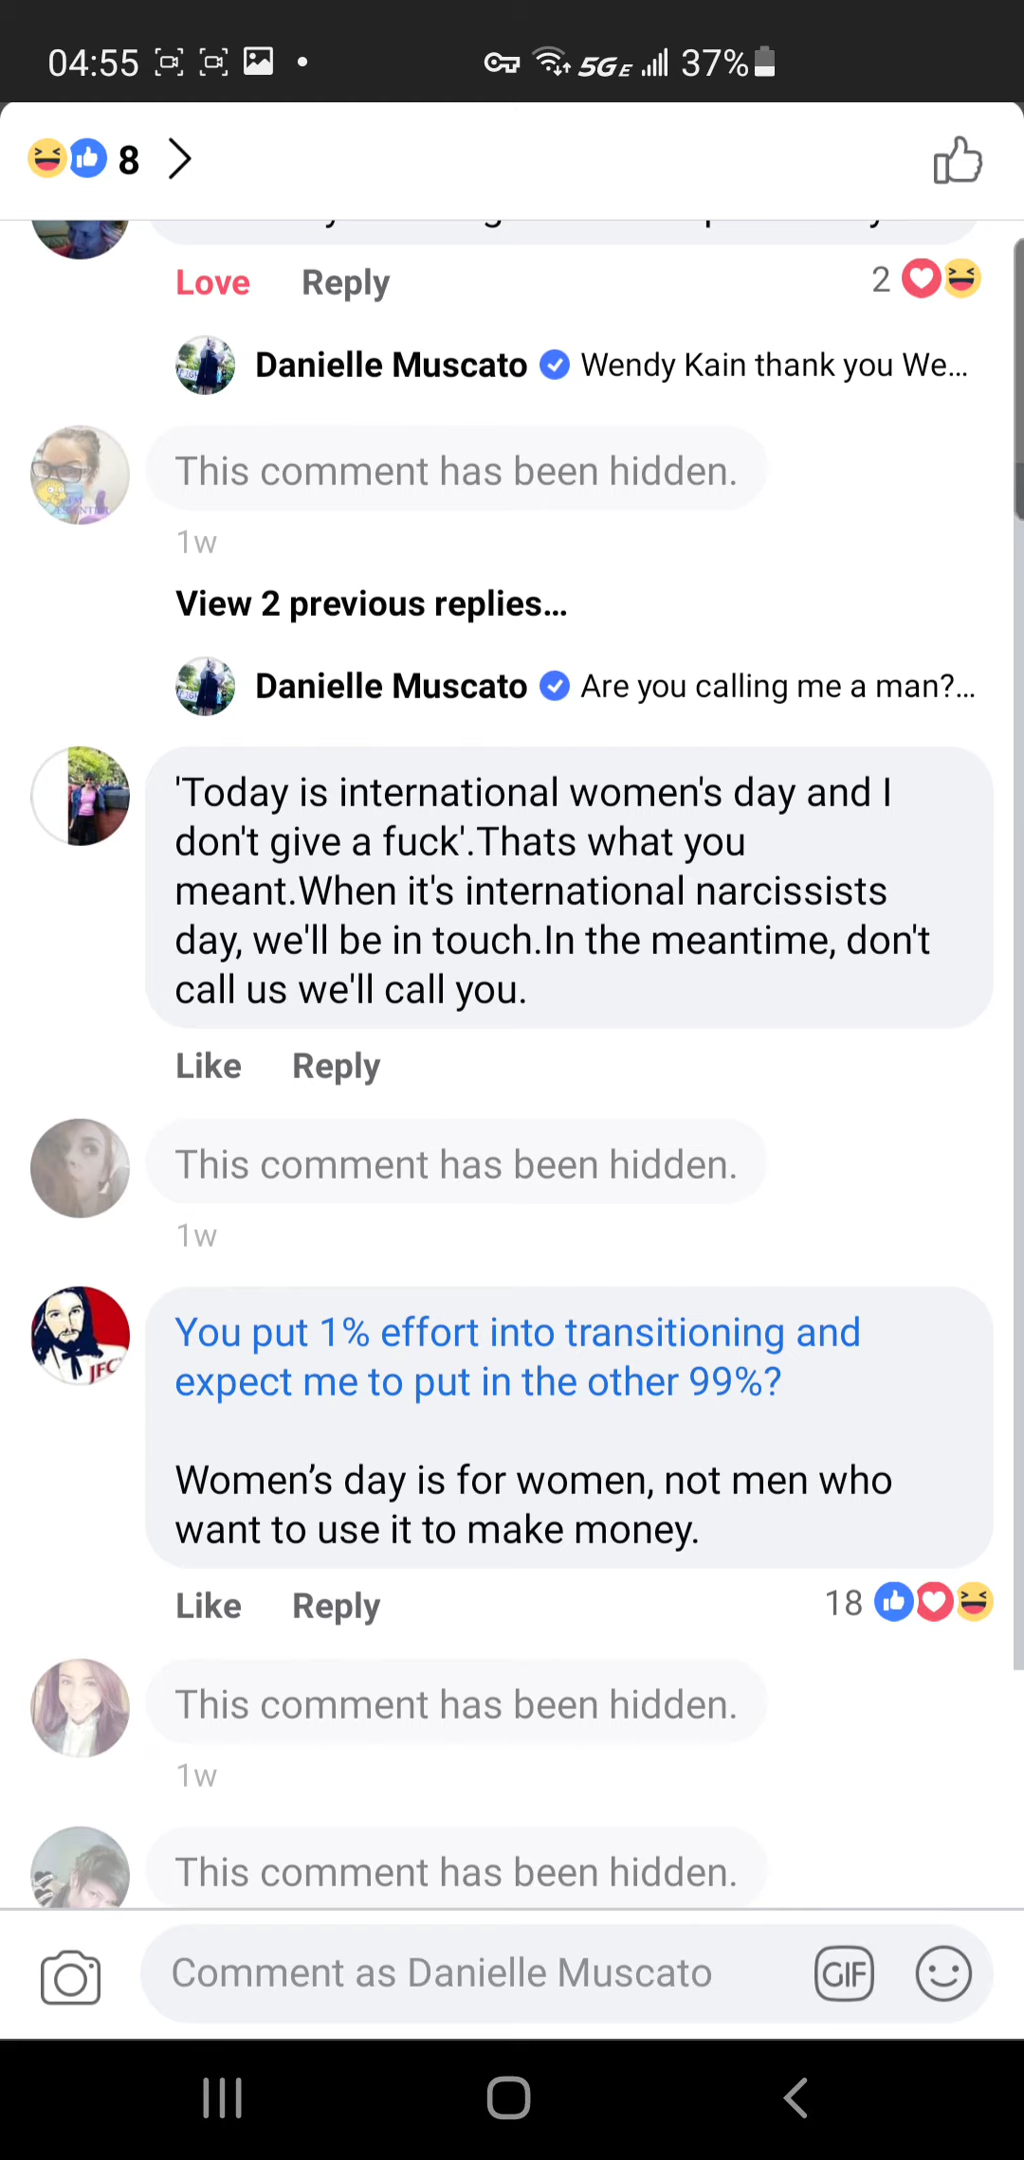 04:55 5GE 37%
8
Love Reply 2
Danielle Muscato Wendy Kain thank you We...
This comment has been hidden.
1w
View 2 previous replies...
Danielle Muscato Are you calling me a man?...
'Today is international women's day and I
don't give a fuck'.Thats what you
meant.When it's international narcissists
day, we'll be in touch.In the meantime, don't
call us we'll call you.
Like Reply
This comment has been hidden.
1w
JFC
You put 1% effort into transitioning and
expect me to put in the other 99%?
Women’s day is for women, not men who
want to use it to make money.
Like Reply 18
This comment has been hidden.
1w
This comment has been hidden.
Comment as Danielle Muscato GIF